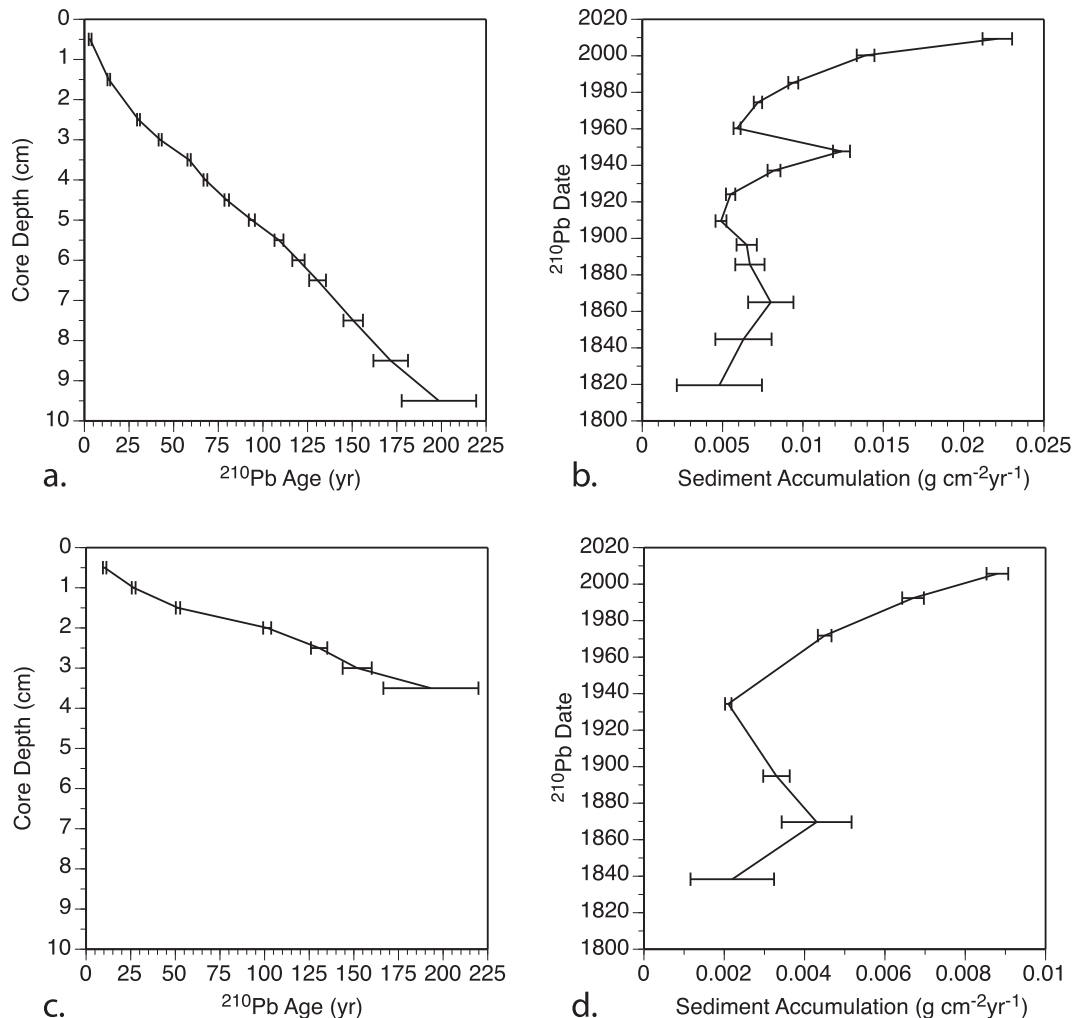 0
1
2
3
4
5
6
7
8
9
10
Core Depth (cm)
0 25 50 75 100 125 150 175 200 225
²¹⁰Pb Age (yr)
a.
2020
2000
1980
1960
1940
1920
1900
1880
1860
1840
1820
1800
²¹⁰Pb Date
0 0.005 0.01 0.015 0.02 0.025
Sediment Accumulation (g cm⁻²yr⁻¹)
b.
0
1
2
3
4
5
6
7
8
9
10
Core Depth (cm)
0 25 50 75 100 125 150 175 200 225
²¹⁰Pb Age (yr)
c.
2020
2000
1980
1960
1940
1920
1900
1880
1860
1840
1820
1800
²¹⁰Pb Date
0 0.002 0.004 0.006 0.008 0.01
Sediment Accumulation (g cm⁻²yr⁻¹)
d.